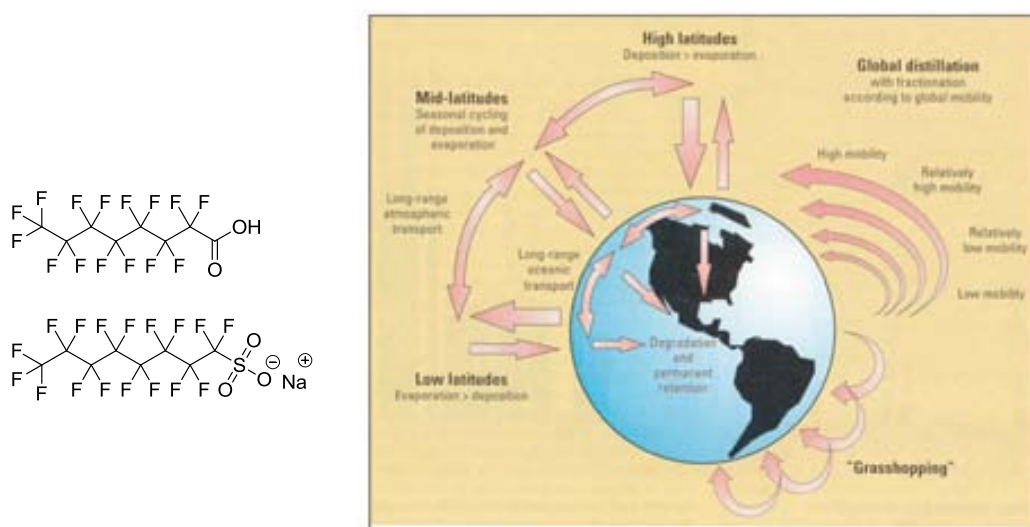 F F F F F F
F
F OH
F
F F F F F F O
F F F F F F F F
F O
F S ⊖ ⊕
F F F F F F F O O Na
High latitudes
Deposition > evaporation
Global distillation
with fractionation
according to global mobility
Mid-latitudes
Seasonal cycling
of deposition and
evaporation
High mobility
Relatively
high mobility
Long-range
atmospheric
transport
Relatively
low mobility
Long-range
oceanic
transport
Low mobility
Degradation
and
permanent
retention
Low latitudes
Evaporation > deposition
"Grasshopping"